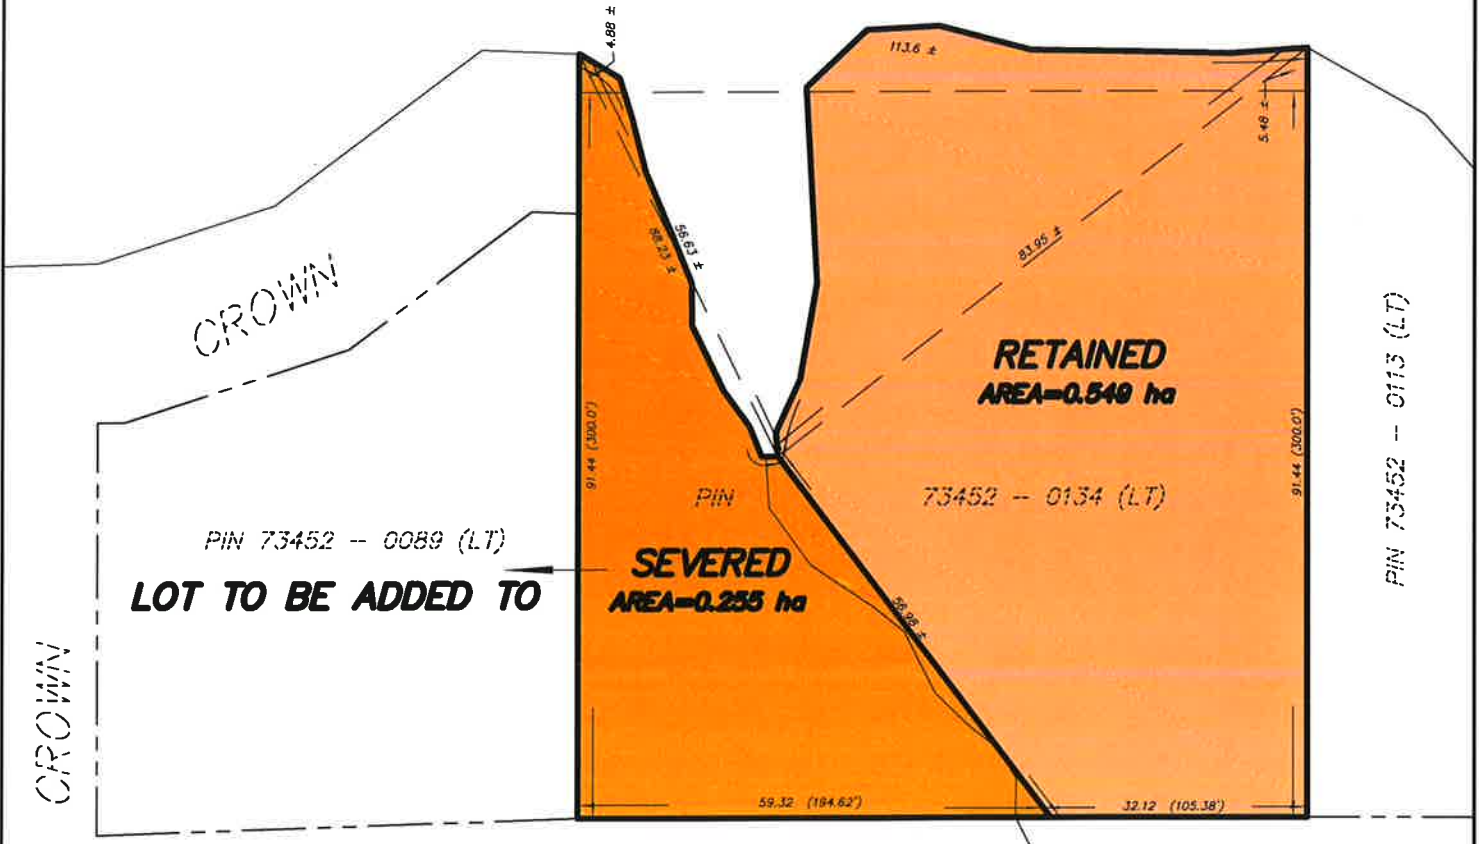 4.88 ±
113.6 ±
5.48 ±
56.63 ±
88.23 ±
83.95 ±
CROWN
RETAINED
AREA=0.549 ha
91.44 (300.0')
91.44 (300.0')
PIN 73452 -- 0113 (LT)
PIN
73452 -- 0134 (LT)
PIN 73452 -- 0089 (LT)
LOT TO BE ADDED TO
SEVERED
AREA=0.255 ha
56.98 ±
CROWN
59.32 (194.62')
32.12 (105.38')